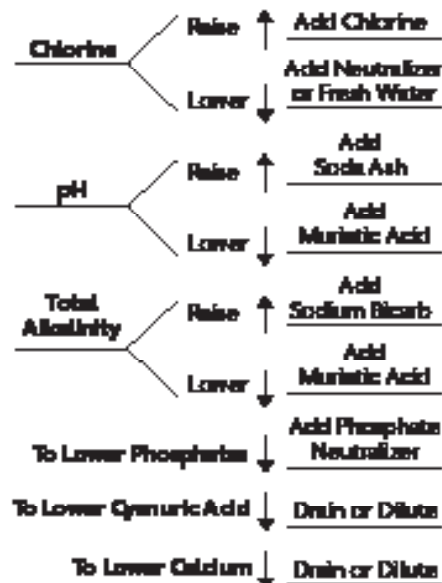 Chlorine
Raise
Add Chlorine
Lower
Add Neutralizer
or Fresh Water
pH
Raise
Add
Soda Ash
Lower
Add
Muriatic Acid
Total
Alkalinity
Raise
Add
Sodium Bicarb
Lower
Add
Muriatic Acid
To Lower Phosphates
Add Phosphate
Neutralizer
To Lower Cyanuric Acid
Drain or Dilute
To Lower Calcium
Drain or Dilute